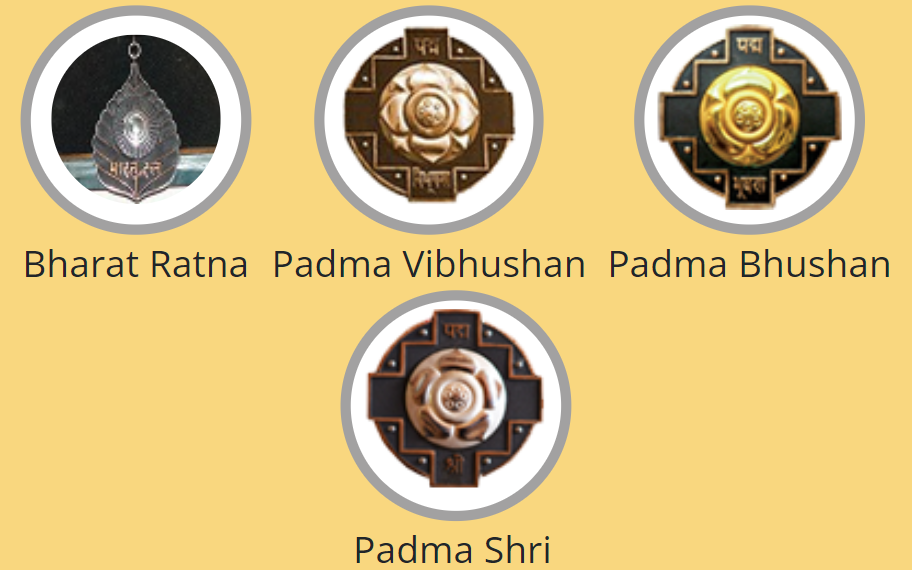 भारत रत्न
पद्म
विभूषण
पद्म
भूषण
Bharat Ratna Padma Vibhushan Padma Bhushan
पद्म
श्री
Padma Shri